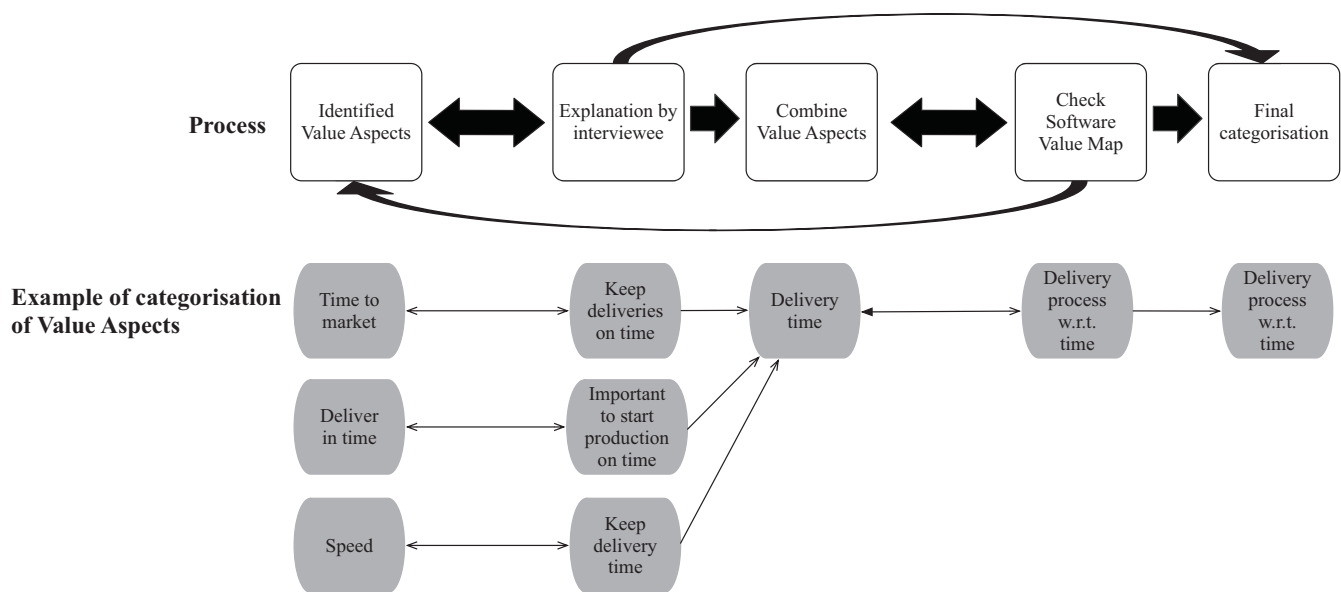 Process
Identified
Value Aspects
Explanation by
interviewee
Combine
Value Aspects
Check
Software
Value Map
Final
categorisation
Example of categorisation
of Value Aspects
Time to
market
Keep
deliveries
on time
Delivery
time
Delivery
process
w.r.t.
time
Delivery
process
w.r.t.
time
Deliver
in time
Important
to start
production
on time
Speed
Keep
delivery
time